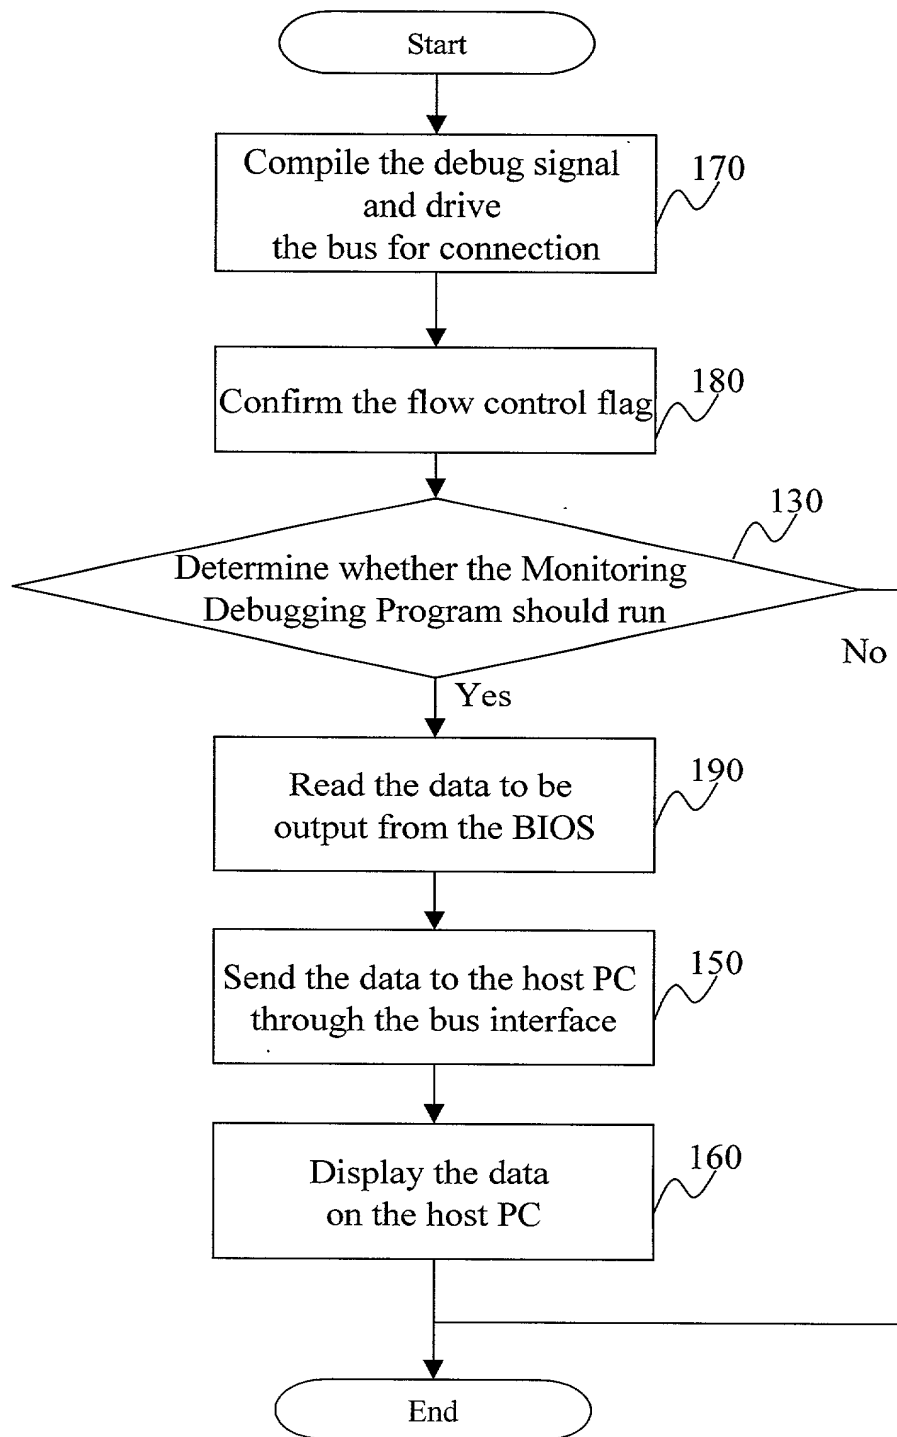 Start
Compile the debug signal
and drive
the bus for connection
170
Confirm the flow control flag
180
130
Determine whether the Monitoring
Debugging Program should run
No
Yes
Read the data to be
output from the BIOS
190
Send the data to the host PC
through the bus interface
150
Display the data
on the host PC
160
End